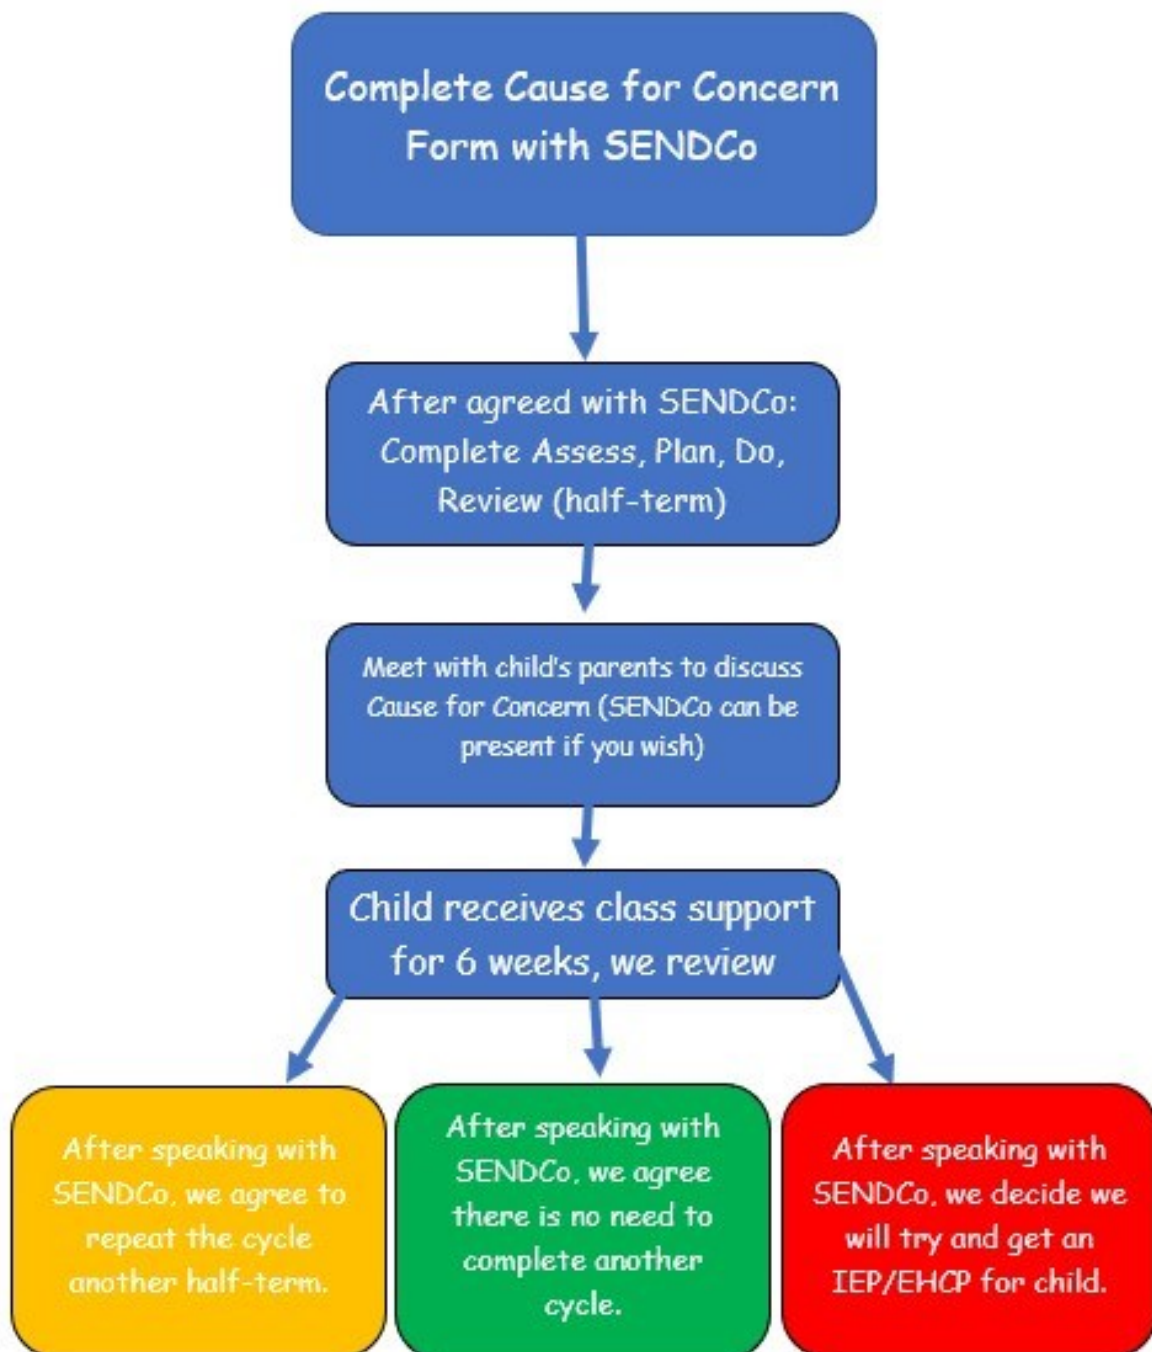 Complete Cause for Concern
Form with SENDCo
After agreed with SENDCo:
Complete Assess, Plan, Do,
Review (half-term)
Meet with child's parents to discuss
Cause for Concern (SENDCo can be
present if you wish)
Child receives class support
for 6 weeks, we review
After speaking with
SENDCo, we agree to
repeat the cycle
another half-term.
After speaking with
SENDCo, we agree
there is no need to
complete another
cycle.
After speaking with
SENDCo, we decide we
will try and get an
IEP/EHCP for child.